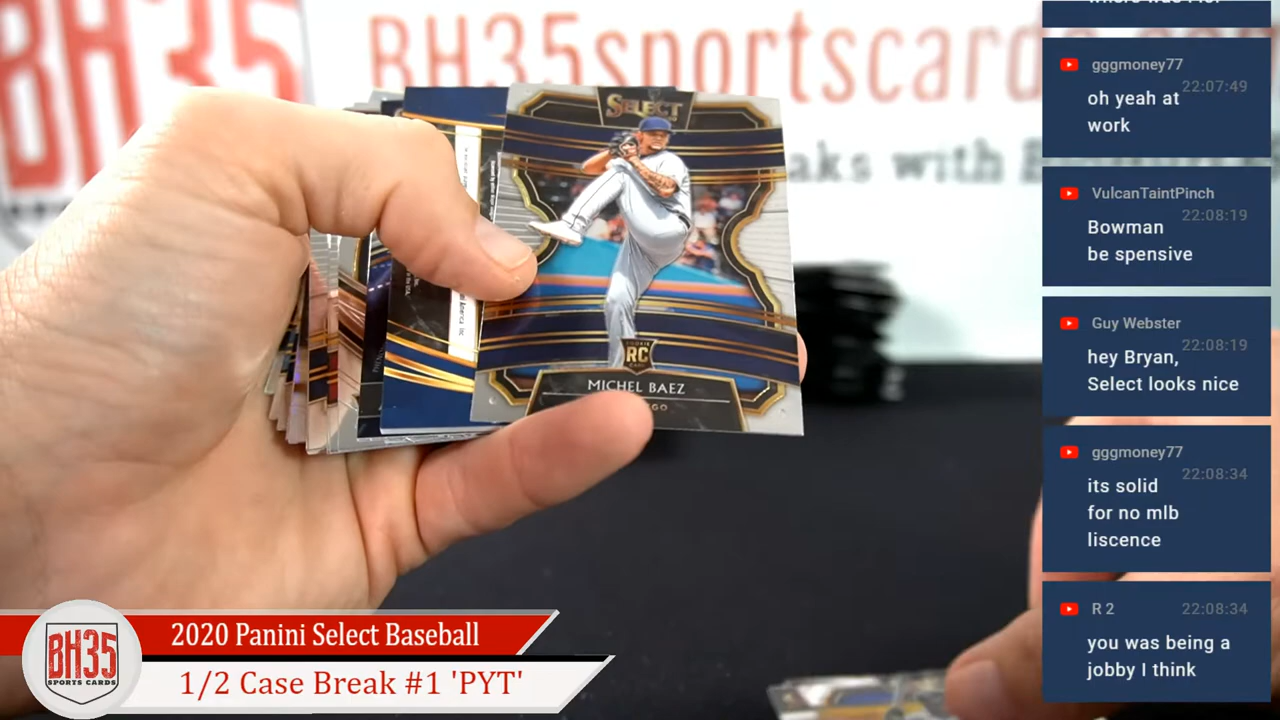 BH35
BH35sportscard
aks with
SELECT
RC
MICHEL BAEZ
GO
gggmoney77
22:07:49
oh yeah at
work
VulcanTaintPinch
22:08:19
Bowman
be spensive
Guy Webster
22:08:19
hey Bryan,
Select looks nice
gggmoney77
22:08:34
its solid
for no mlb
liscence
R 2
22:08:34
you was being a
jobby I think
BH35
SPORTS CARDS
2020 Panini Select Baseball
1/2 Case Break #1 'PYT'